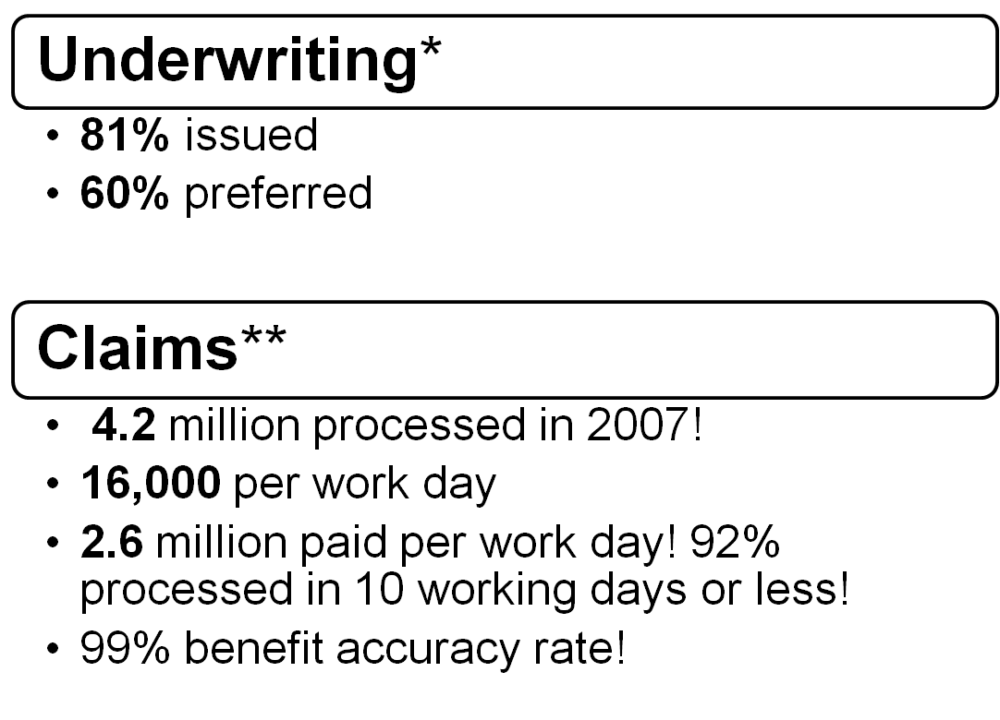 Underwriting*
• 81% issued
• 60% preferred
Claims**
• 4.2 million processed in 2007!
• 16,000 per work day
• 2.6 million paid per work day! 92%
processed in 10 working days or less!
• 99% benefit accuracy rate!